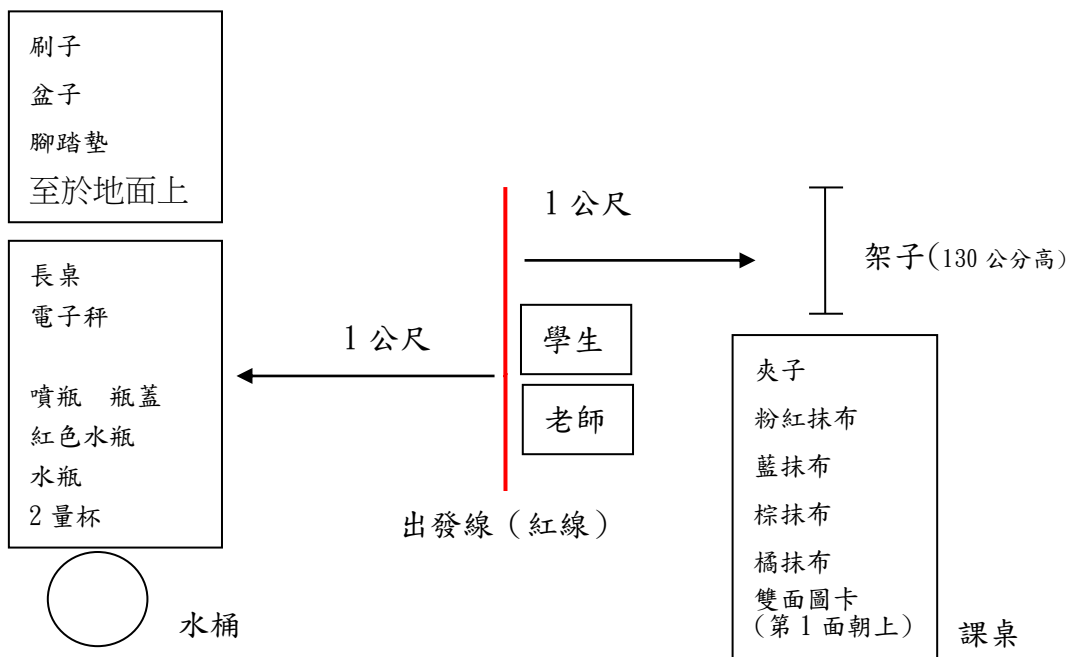 刷子
盆子
腳踏墊
至於地面上
長桌
電子秤
噴瓶　瓶蓋
紅色水瓶
水瓶
2 量杯
水桶
1 公尺
1 公尺
學生
老師
出發線（紅線）
架子(130 公分高)
夾子
粉紅抹布
藍抹布
棕抹布
橘抹布
雙面圖卡
(第 1 面朝上)
課桌